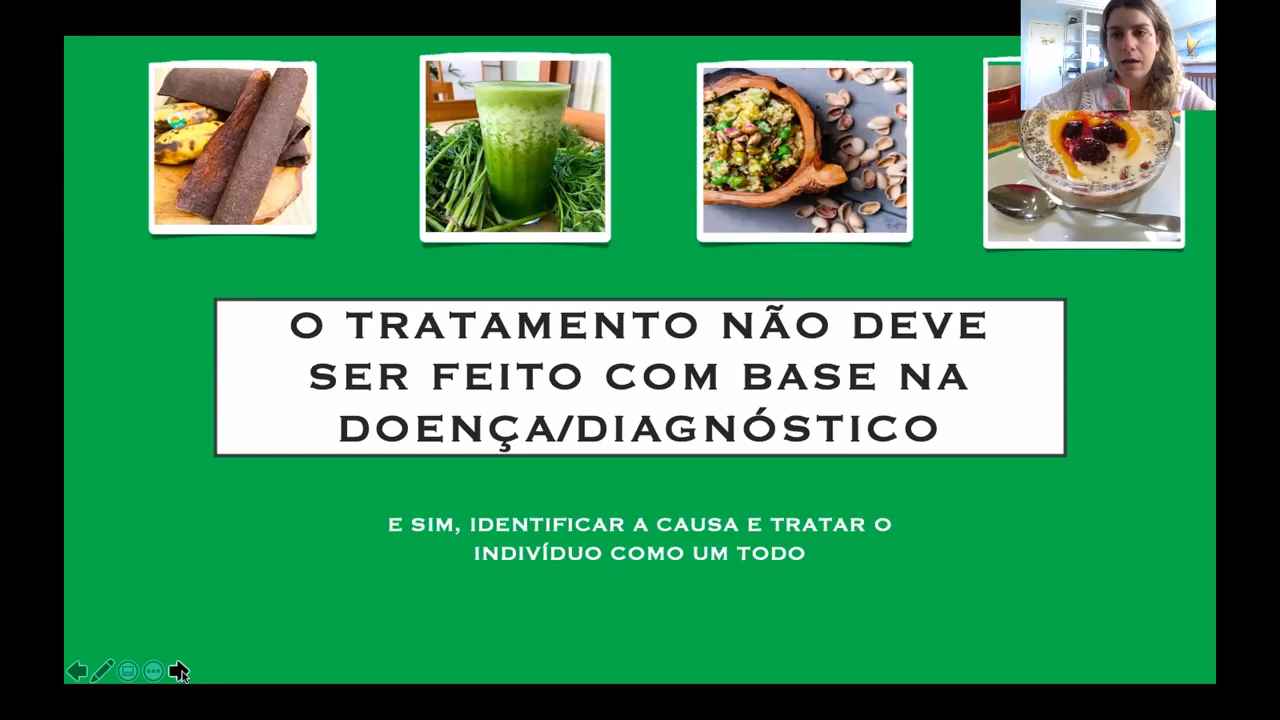 O TRATAMENTO NÃO DEVE
SER FEITO COM BASE NA
DOENÇA/DIAGNÓSTICO
E SIM, IDENTIFICAR A CAUSA E TRATAR O
INDIVÍDUO COMO UM TODO